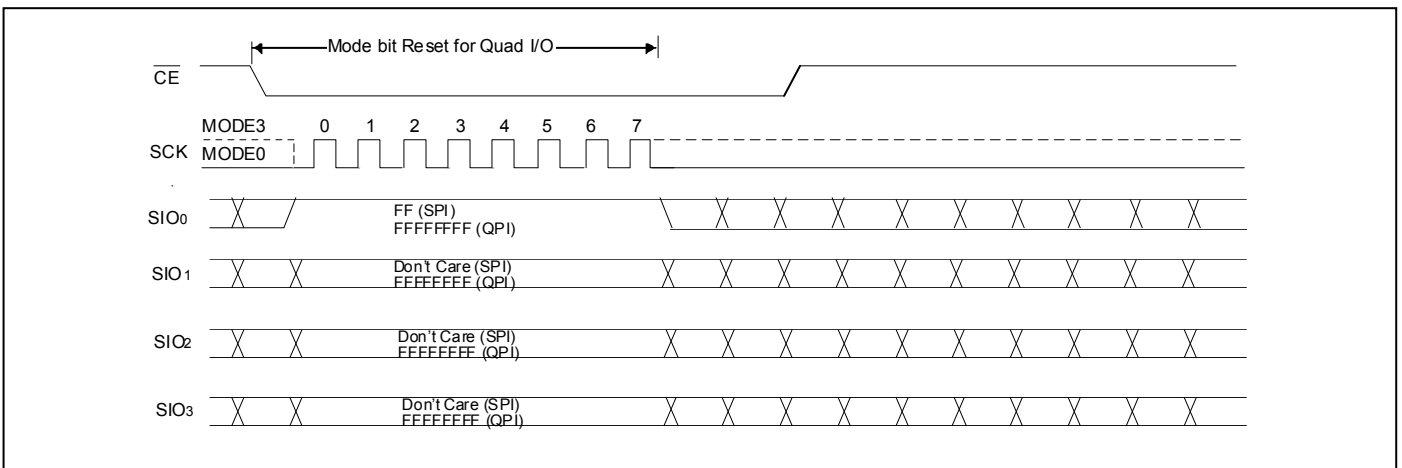 Mode bit Reset for Quad I/O
CE
MODE3 0 1 2 3 4 5 6 7
SCK MODE0
SIO0 FF (SPI)
FFFFFFFF (QPI)
SIO1 Don't Care (SPI)
FFFFFFFF (QPI)
SIO2 Don't Care (SPI)
FFFFFFFF (QPI)
SIO3 Don't Care (SPI)
FFFFFFFF (QPI)